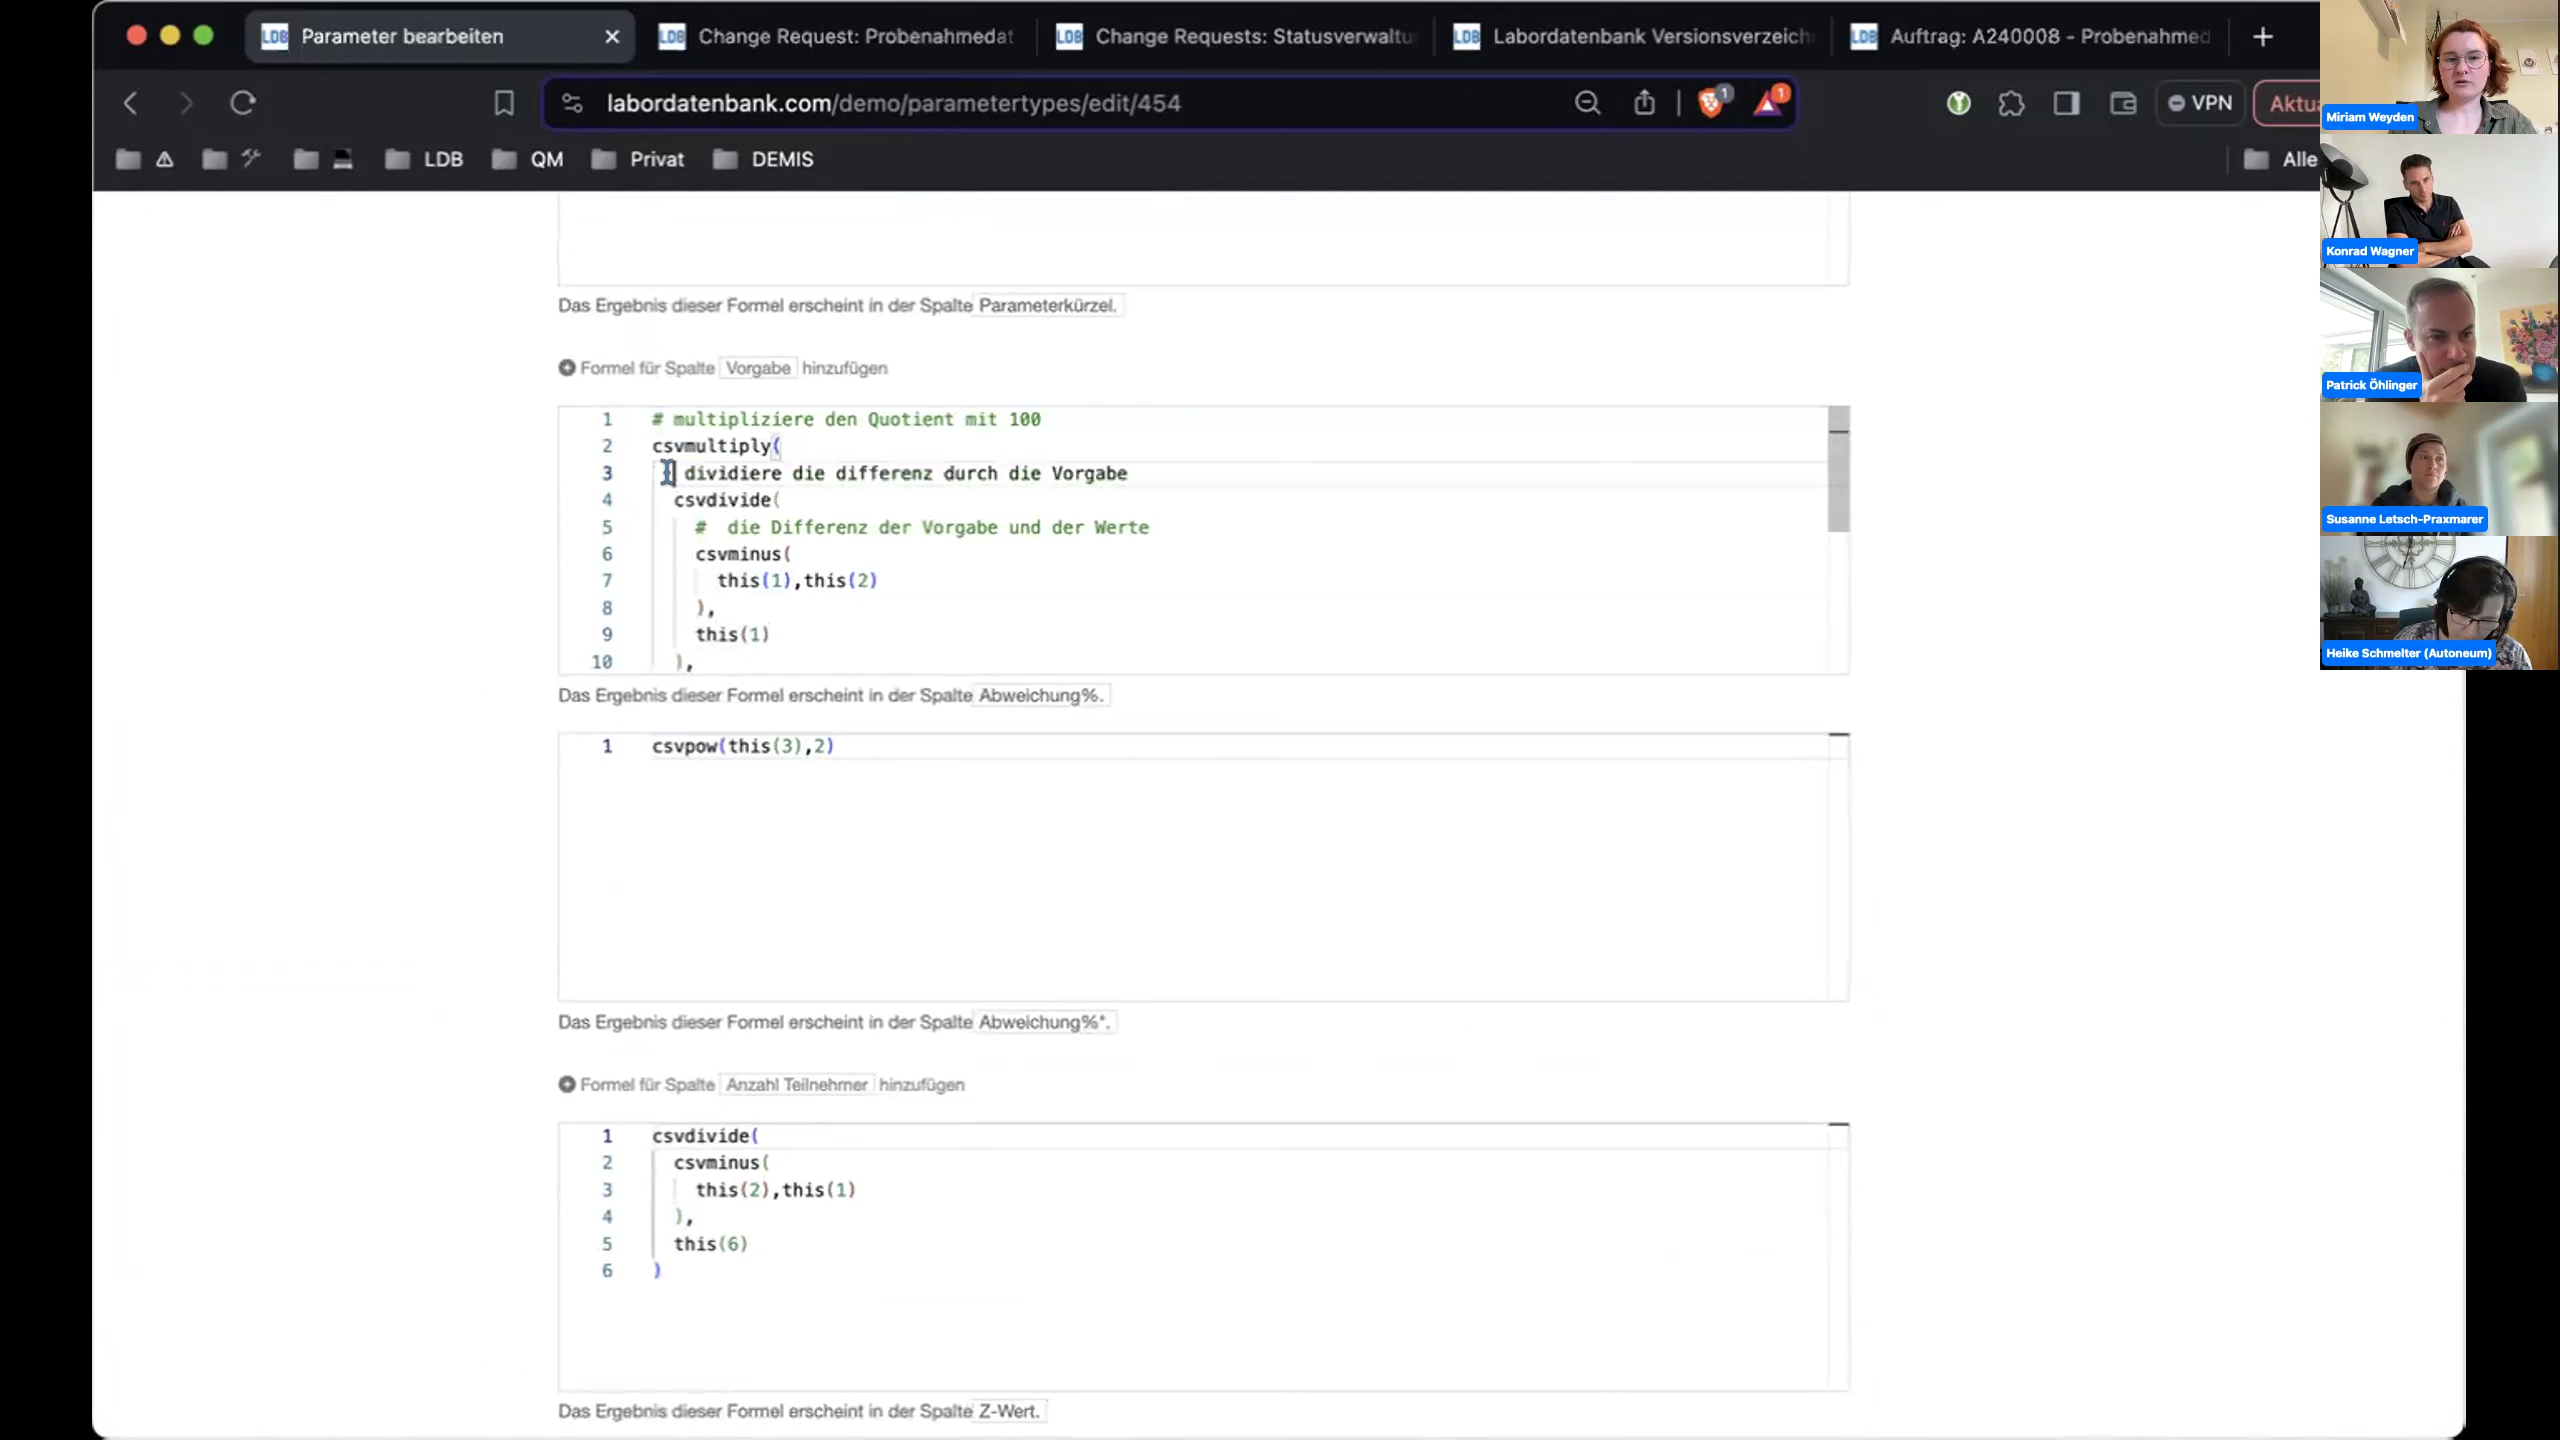 Parameter bearbeiten
Change Request: Probenahmedat
Change Requests: Statusverwaltu
Labordatenbank Versionsverzeich
Auftrag: A240008 - Probenahmed
labordatenbank.com/demo/parametertypes/edit/454
1
1
VPN
Aktu
LDB
QM
Privat
DEMIS
Alle
Das Ergebnis dieser Formel erscheint in der Spalte Parameterkürzel.
Formel für Spalte Vorgabe hinzufügen
1 # multipliziere den Quotient mit 100
2 csvmultiply(
3 dividiere die differenz durch die Vorgabe
4 csvdivide(
5 # die Differenz der Vorgabe und der Werte
6 csvminus(
7 this(1),this(2)
8 ),
9 this(1)
10 ),
Das Ergebnis dieser Formel erscheint in der Spalte Abweichung%.
1 csvpow(this(3),2)
Das Ergebnis dieser Formel erscheint in der Spalte Abweichung%*.
Formel für Spalte Anzahl Teilnehmer hinzufügen
1 csvdivide(
2 csvminus(
3 this(2),this(1)
4 ),
5 this(6)
6 )
Das Ergebnis dieser Formel erscheint in der Spalte Z-Wert.
Miriam Weyden
Konrad Wagner
Patrick Öhlinger
Susanne Letsch-Praxmarer
Heike Schmelter (Autoneum)